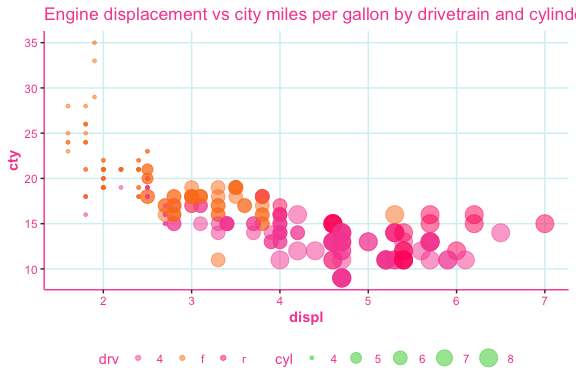 Engine displacement vs city miles per gallon by drivetrain and cylinde
35
30
25
20
15
10
cty
2 3 4 5 6 7
displ
drv 4 f r cyl 4 5 6 7 8